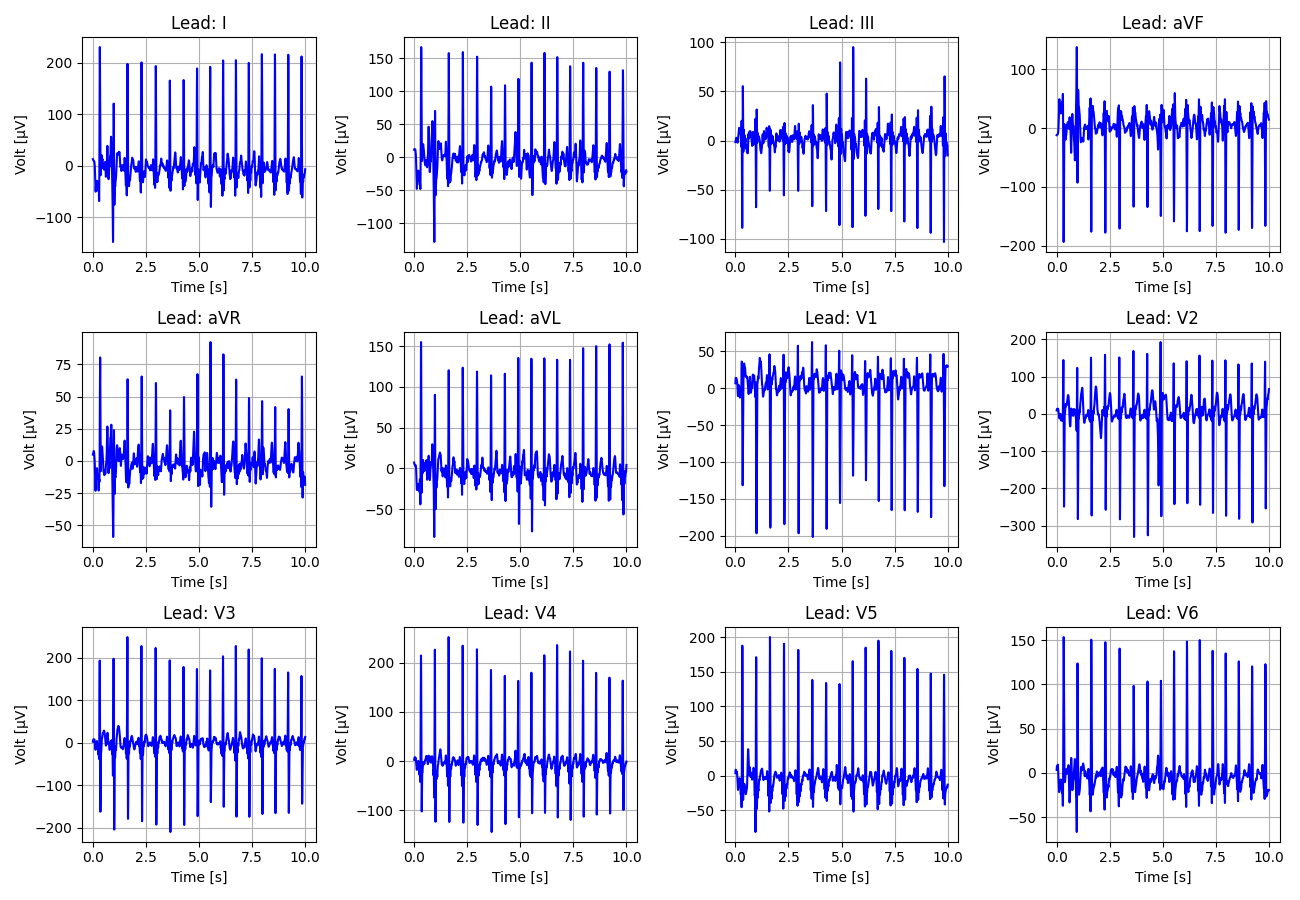 Lead: I
Volt [µV]
200
100
0
−100
0.0 2.5 5.0 7.5 10.0
Time [s]
Lead: II
Volt [µV]
150
100
50
0
−50
−100
0.0 2.5 5.0 7.5 10.0
Time [s]
Lead: III
Volt [µV]
100
50
0
−50
−100
0.0 2.5 5.0 7.5 10.0
Time [s]
Lead: aVF
Volt [µV]
100
0
−100
−200
0.0 2.5 5.0 7.5 10.0
Time [s]
Lead: aVR
Volt [µV]
75
50
25
0
−25
−50
0.0 2.5 5.0 7.5 10.0
Time [s]
Lead: aVL
Volt [µV]
150
100
50
0
−50
0.0 2.5 5.0 7.5 10.0
Time [s]
Lead: V1
Volt [µV]
50
0
−50
−100
−150
−200
0.0 2.5 5.0 7.5 10.0
Time [s]
Lead: V2
Volt [µV]
200
100
0
−100
−200
−300
0.0 2.5 5.0 7.5 10.0
Time [s]
Lead: V3
Volt [µV]
200
100
0
−100
−200
0.0 2.5 5.0 7.5 10.0
Time [s]
Lead: V4
Volt [µV]
200
100
0
−100
0.0 2.5 5.0 7.5 10.0
Time [s]
Lead: V5
Volt [µV]
200
150
100
50
0
−50
0.0 2.5 5.0 7.5 10.0
Time [s]
Lead: V6
Volt [µV]
150
100
50
0
−50
0.0 2.5 5.0 7.5 10.0
Time [s]